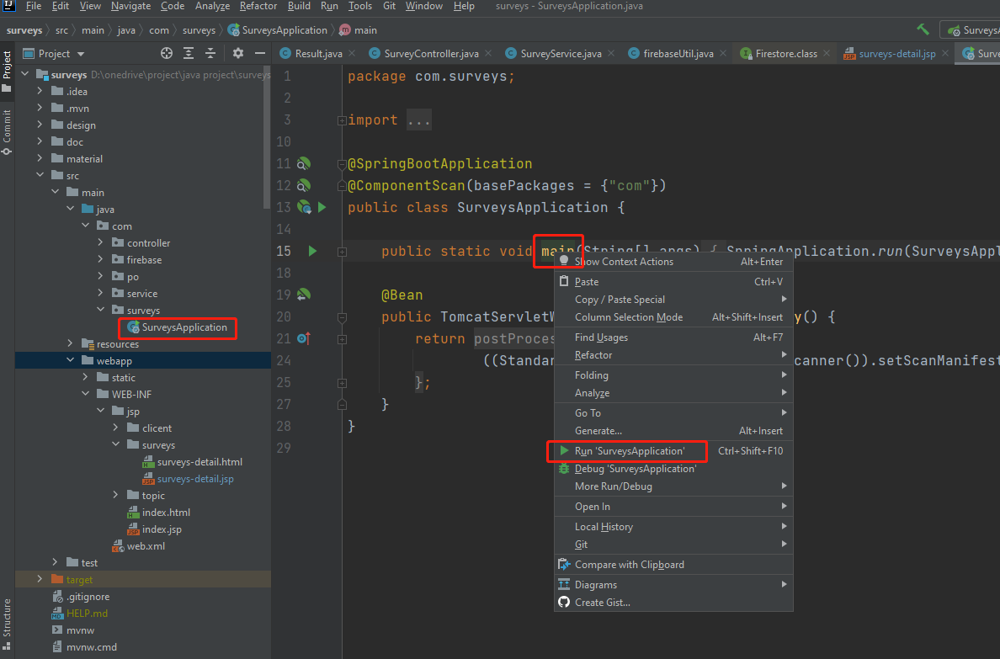 File Edit View Navigate Code Analyze Refactor Build Run Tools Git Window Help surveys - SurveysApplication.java
surveys src main java com surveys SurveysApplication main
Project
Result.java SurveyController.java SurveyService.java firebaseUtil.java Firestore.class surveys-detail.jsp
Project
Commit
Structure
surveys D:\onedrive\project\java project\surveys
.idea
.mvn
design
doc
material
src
main
java
com
controller
firebase
po
service
surveys
SurveysApplication
resources
webapp
static
WEB-INF
jsp
clicent
surveys
surveys-detail.html
surveys-detail.jsp
topic
index.html
index.jsp
web.xml
test
target
.gitignore
HELP.md
mvnw
mvnw.cmd
1 package com.surveys;
2
3 import ...
10
11 @SpringBootApplication
12 @ComponentScan(basePackages = {"com"})
13 public class SurveysApplication {
14
15 public static void main(String[] args) { SpringApplication.run(SurveysAppl
18
19 @Bean
20 public TomcatServletW y() {
21 return postProces
24 ((Standar canner()).setScanManifest
25 };
27 }
28 }
29
Show Context Actions Alt+Enter
Paste Ctrl+V
Copy / Paste Special
Column Selection Mode Alt+Shift+Insert
Find Usages Alt+F7
Refactor
Folding
Analyze
Go To
Generate... Alt+Insert
Run 'SurveysApplication' Ctrl+Shift+F10
Debug 'SurveysApplication'
More Run/Debug
Open In
Local History
Git
Compare with Clipboard
Diagrams
Create Gist...